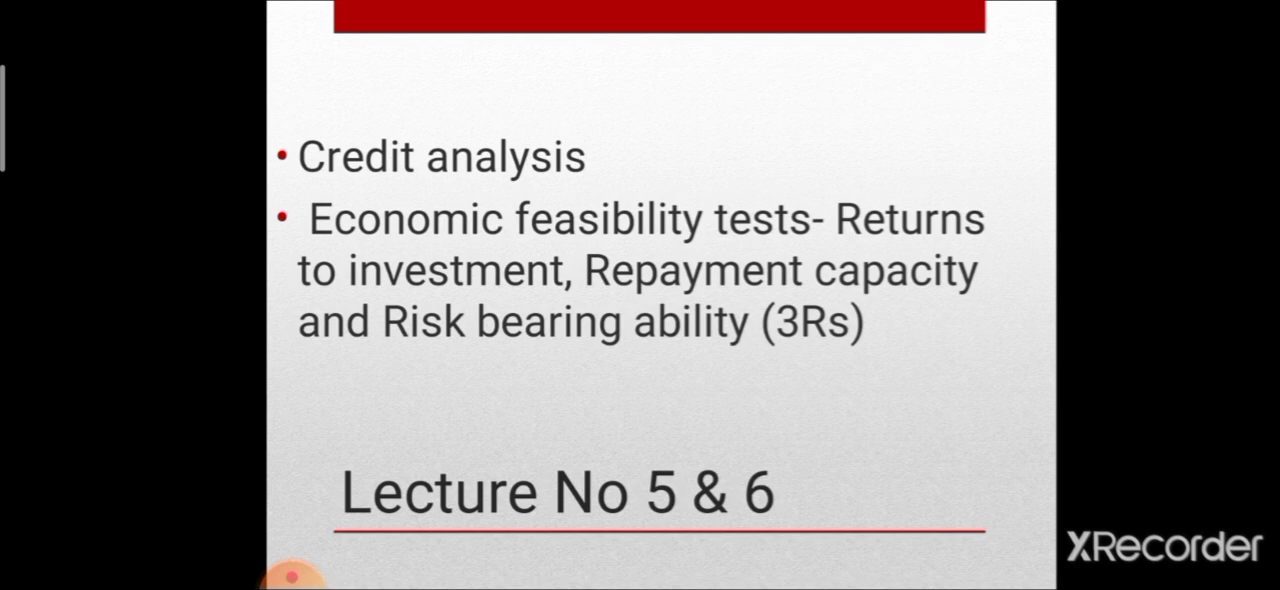 • Credit analysis
• Economic feasibility tests- Returns
to investment, Repayment capacity
and Risk bearing ability (3Rs)
Lecture No 5 & 6
XRecorder